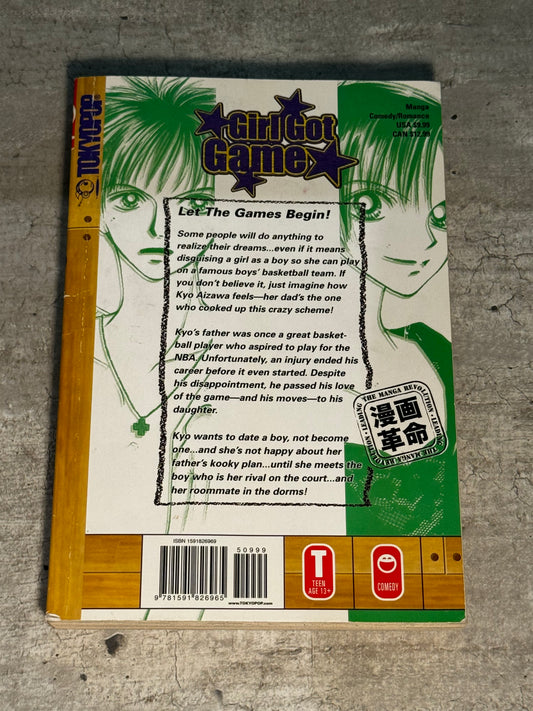 TOKYOPOP
Girl Got
Game
Manga
Comedy/Romance
USA $9.99
CAN $12.99
Let The Games Begin!
Some people will do anything to
realize their dreams...even if it means
disguising a girl as a boy so she can play
on a famous boys' basketball team. If
you don't believe it, just imagine how
Kyo Aizawa feels—her dad's the one
who cooked up this crazy scheme!
Kyo's father was once a great basket-
ball player who aspired to play for the
NBA. Unfortunately, an injury ended his
career before it even started. Despite
his disappointment, he passed his love
of the game—and his moves—to his
daughter.
Kyo wants to date a boy, not become
one...and she's not happy about her
father's kooky plan...until she meets the
boy who is her rival on the court...and
her roommate in the dorms!
THE MANGA REVOLUTION • LEADING
漫画
革命
ISBN 1591826969
50999
9 781591 826965
www.TOKYOPOP.com
T
TEEN
AGE 13+
COMEDY